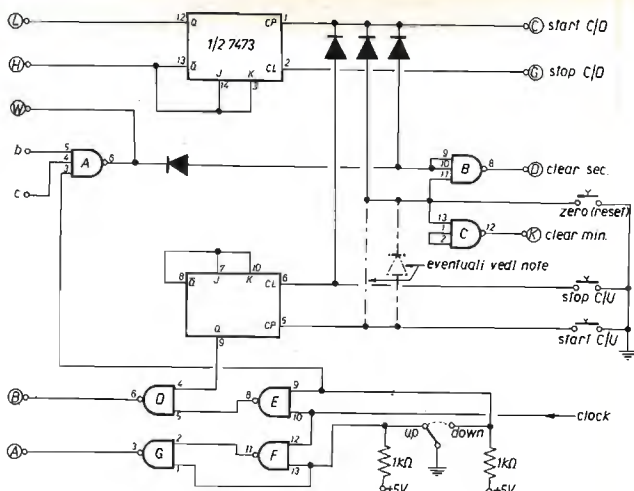 L 12 Q CP 1 C start C/D
1/2 7473
H 13 Q̄ J K CL 2 G stop C/D
14 3
W
b 5 4 3 A 6
c
9 10 11 B 8 D clear sec.
zero (reset)
13 1 2 C 12 K clear min.
eventuali vedi note
8 Q̄ 7 J 10 K CL 6
stop C/U
Q 9 CP 5
start C/U
B 6 D 4 5 8 E 9 10
clock
A 3 G 2 1 11 F 12 13
up down
1kΩ 1kΩ
+5V +5V